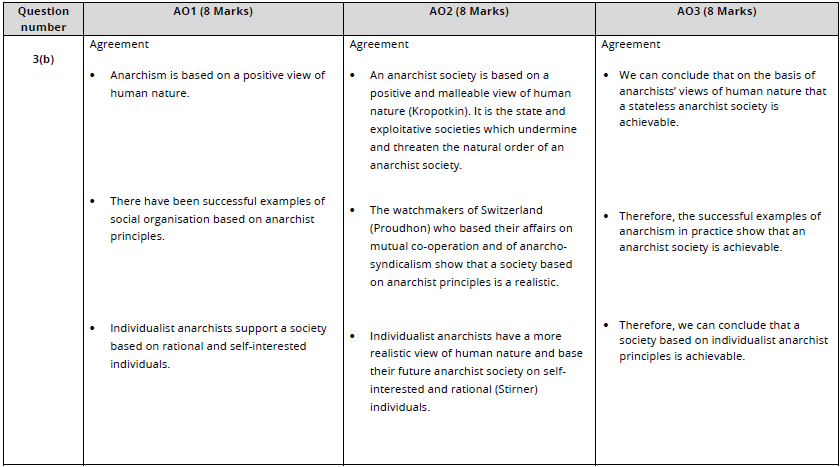 Question number
AO1 (8 Marks)
AO2 (8 Marks)
AO3 (8 Marks)
3(b)
Agreement
• Anarchism is based on a positive view of
human nature.
• There have been successful examples of
social organisation based on anarchist
principles.
• Individualist anarchists support a society
based on rational and self-interested
individuals.
Agreement
• An anarchist society is based on a
positive and malleable view of human
nature (Kropotkin). It is the state and
exploitative societies which undermine
and threaten the natural order of an
anarchist society.
• The watchmakers of Switzerland
(Proudhon) who based their affairs on
mutual co-operation and of anarcho-
syndicalism show that a society based
on anarchist principles is a realistic.
• Individualist anarchists have a more
realistic view of human nature and base
their future anarchist society on self-
interested and rational (Stirner)
individuals.
Agreement
• We can conclude that on the basis of
anarchists’ views of human nature that
a stateless anarchist society is
achievable.
• Therefore, the successful examples of
anarchism in practice show that an
anarchist society is achievable.
• Therefore, we can conclude that a
society based on individualist anarchist
principles is achievable.